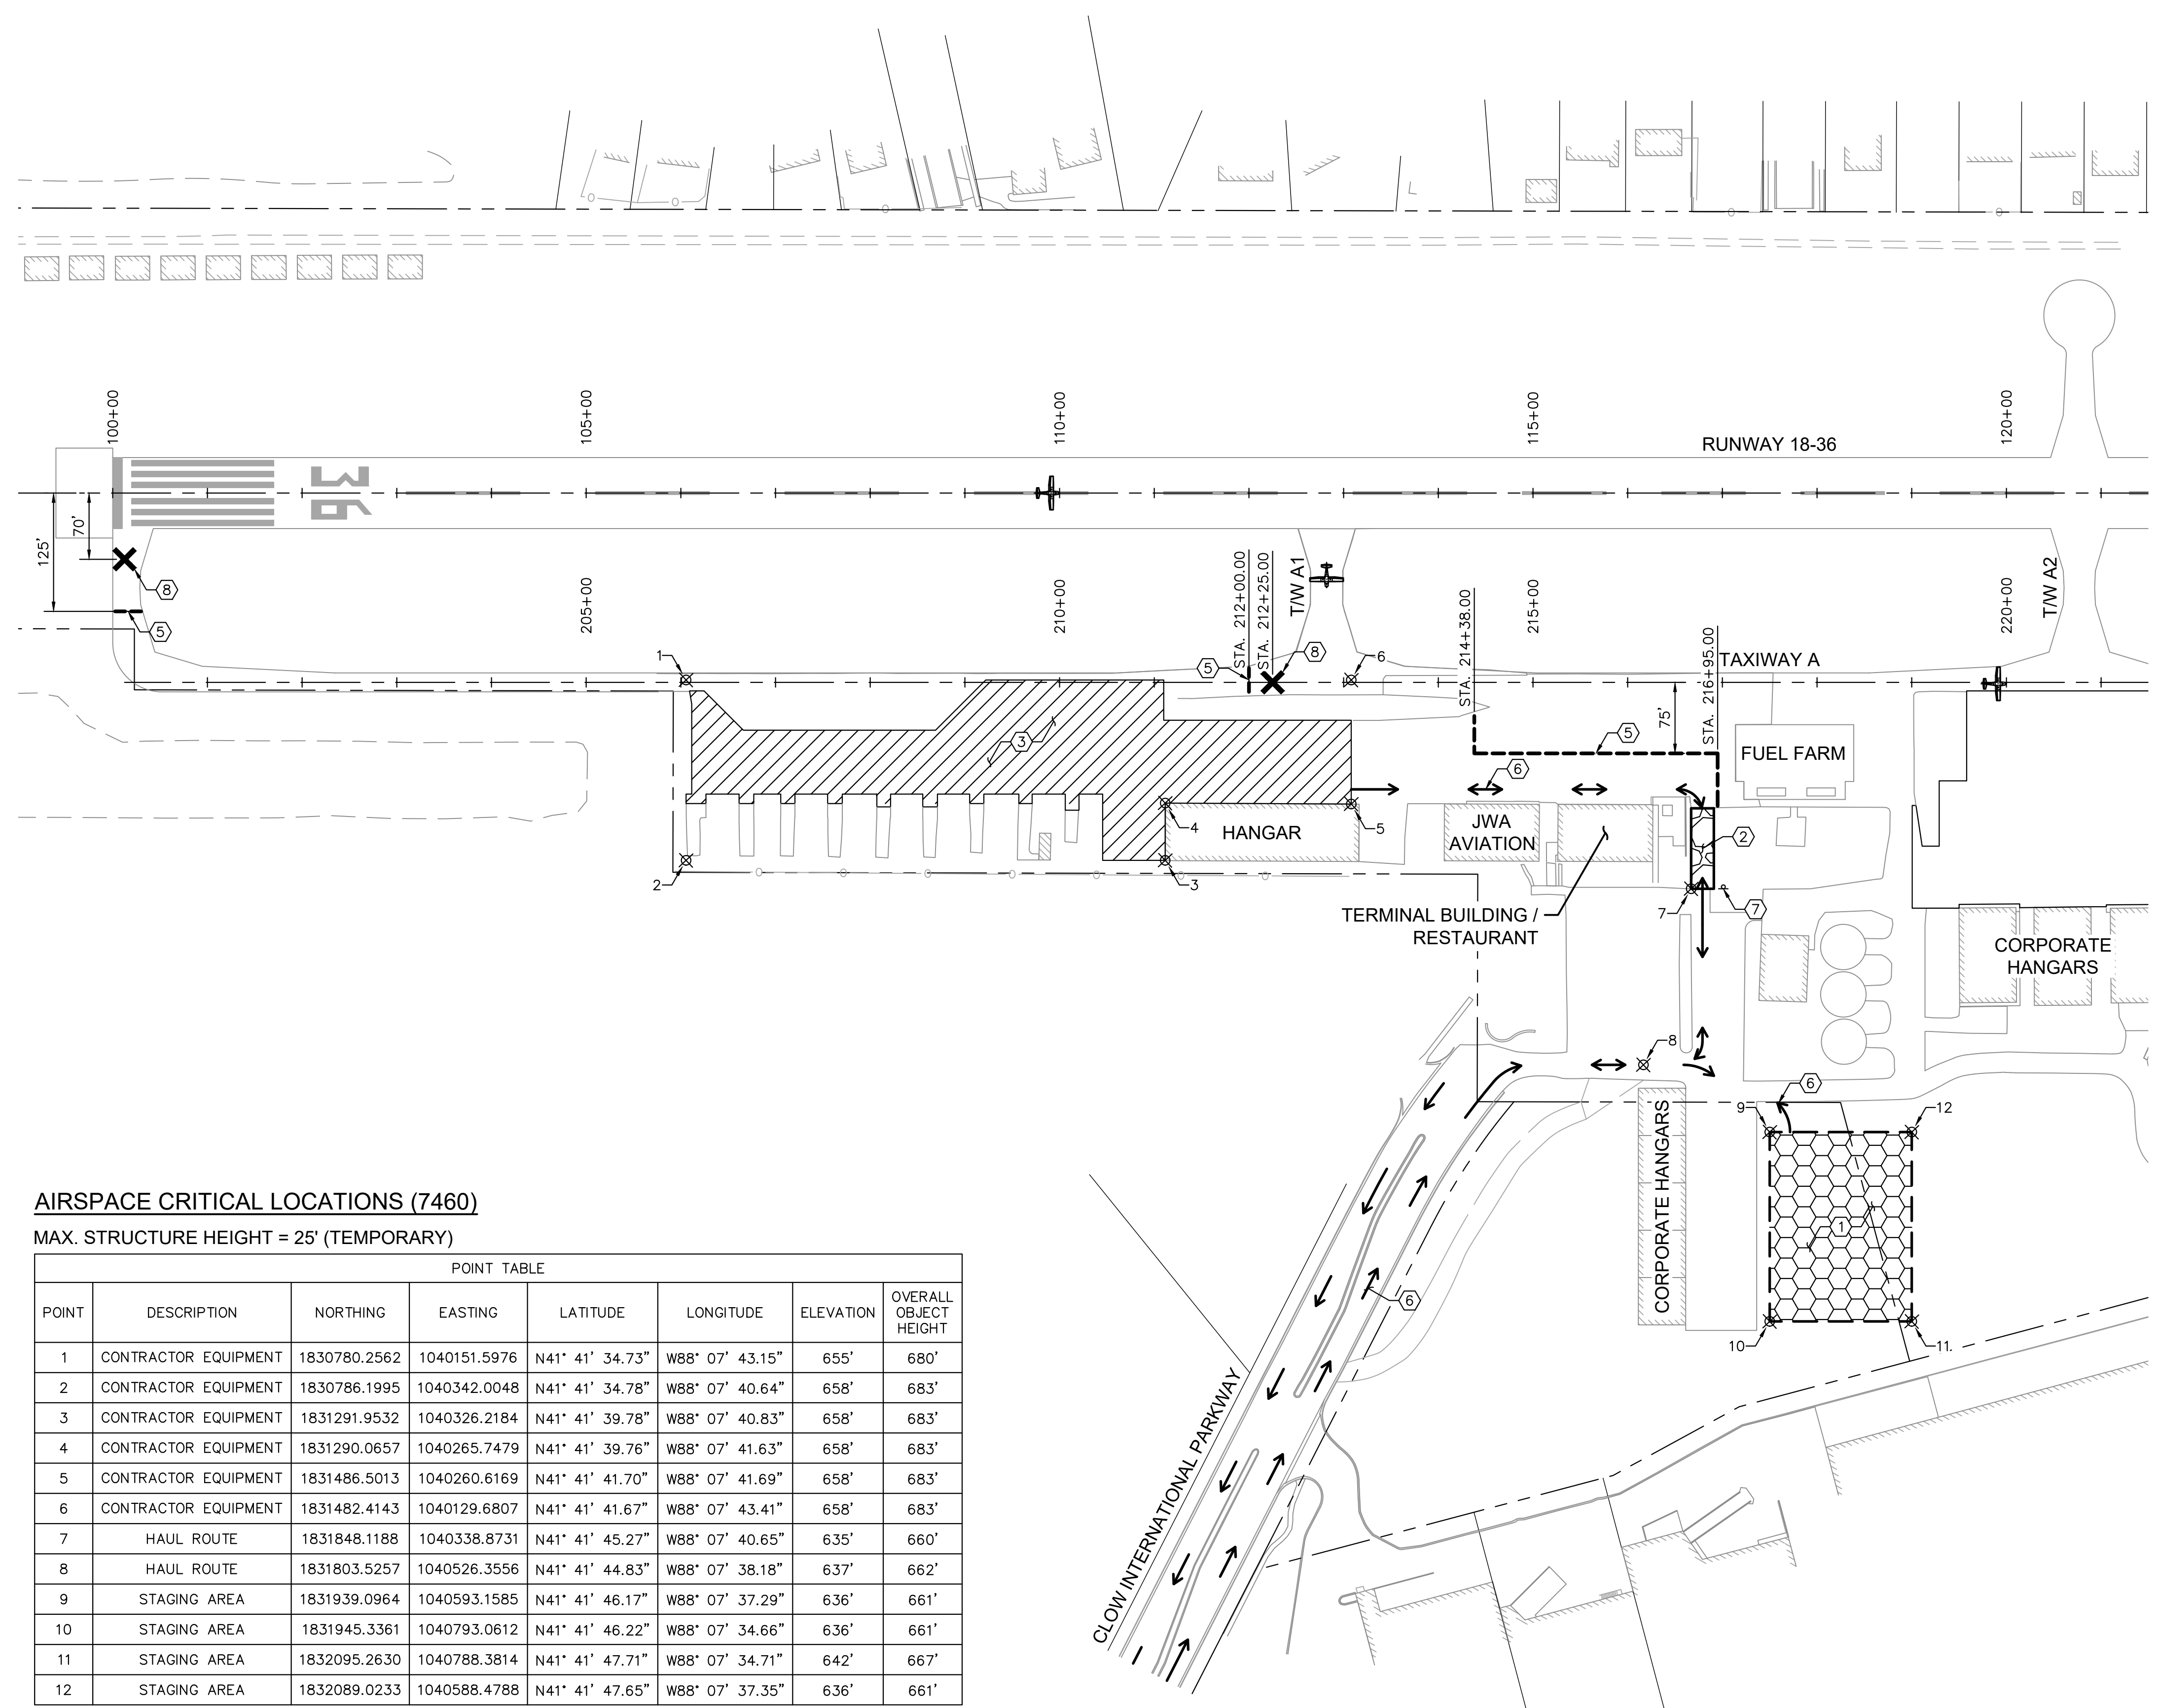 100+00
105+00
110+00
115+00
120+00
RUNWAY 18-36
36
70'
125'
8
5
205+00
210+00
STA. 212+00.00
STA. 212+25.00
T/W A1
8
5
6
STA. 214+38.00
215+00
STA. 216+95.00
220+00
T/W A2
TAXIWAY A
1
3
75'
5
6
FUEL FARM
4
HANGAR
5
JWA
AVIATION
2
2
3
7
7
TERMINAL BUILDING /
RESTAURANT
CORPORATE
HANGARS
8
6
9
12
CORPORATE HANGARS
1
6
10
11.
CLOW INTERNATIONAL PARKWAY
AIRSPACE CRITICAL LOCATIONS (7460)
MAX. STRUCTURE HEIGHT = 25' (TEMPORARY)
POINT TABLE
POINT DESCRIPTION NORTHING EASTING LATITUDE LONGITUDE ELEVATION OVERALL OBJECT HEIGHT
1 CONTRACTOR EQUIPMENT 1830780.2562 1040151.5976 N41° 41' 34.73" W88° 07' 43.15" 655' 680'
2 CONTRACTOR EQUIPMENT 1830786.1995 1040342.0048 N41° 41' 34.78" W88° 07' 40.64" 658' 683'
3 CONTRACTOR EQUIPMENT 1831291.9532 1040326.2184 N41° 41' 39.78" W88° 07' 40.83" 658' 683'
4 CONTRACTOR EQUIPMENT 1831290.0657 1040265.7479 N41° 41' 39.76" W88° 07' 41.63" 658' 683'
5 CONTRACTOR EQUIPMENT 1831486.5013 1040260.6169 N41° 41' 41.70" W88° 07' 41.69" 658' 683'
6 CONTRACTOR EQUIPMENT 1831482.4143 1040129.6807 N41° 41' 41.67" W88° 07' 43.41" 658' 683'
7 HAUL ROUTE 1831848.1188 1040338.8731 N41° 41' 45.27" W88° 07' 40.65" 635' 660'
8 HAUL ROUTE 1831803.5257 1040526.3556 N41° 41' 44.83" W88° 07' 38.18" 637' 662'
9 STAGING AREA 1831939.0964 1040593.1585 N41° 41' 46.17" W88° 07' 37.29" 636' 661'
10 STAGING AREA 1831945.3361 1040793.0612 N41° 41' 46.22" W88° 07' 34.66" 636' 661'
11 STAGING AREA 1832095.2630 1040788.3814 N41° 41' 47.71" W88° 07' 34.71" 642' 667'
12 STAGING AREA 1832089.0233 1040588.4788 N41° 41' 47.65" W88° 07' 37.35" 636' 661'